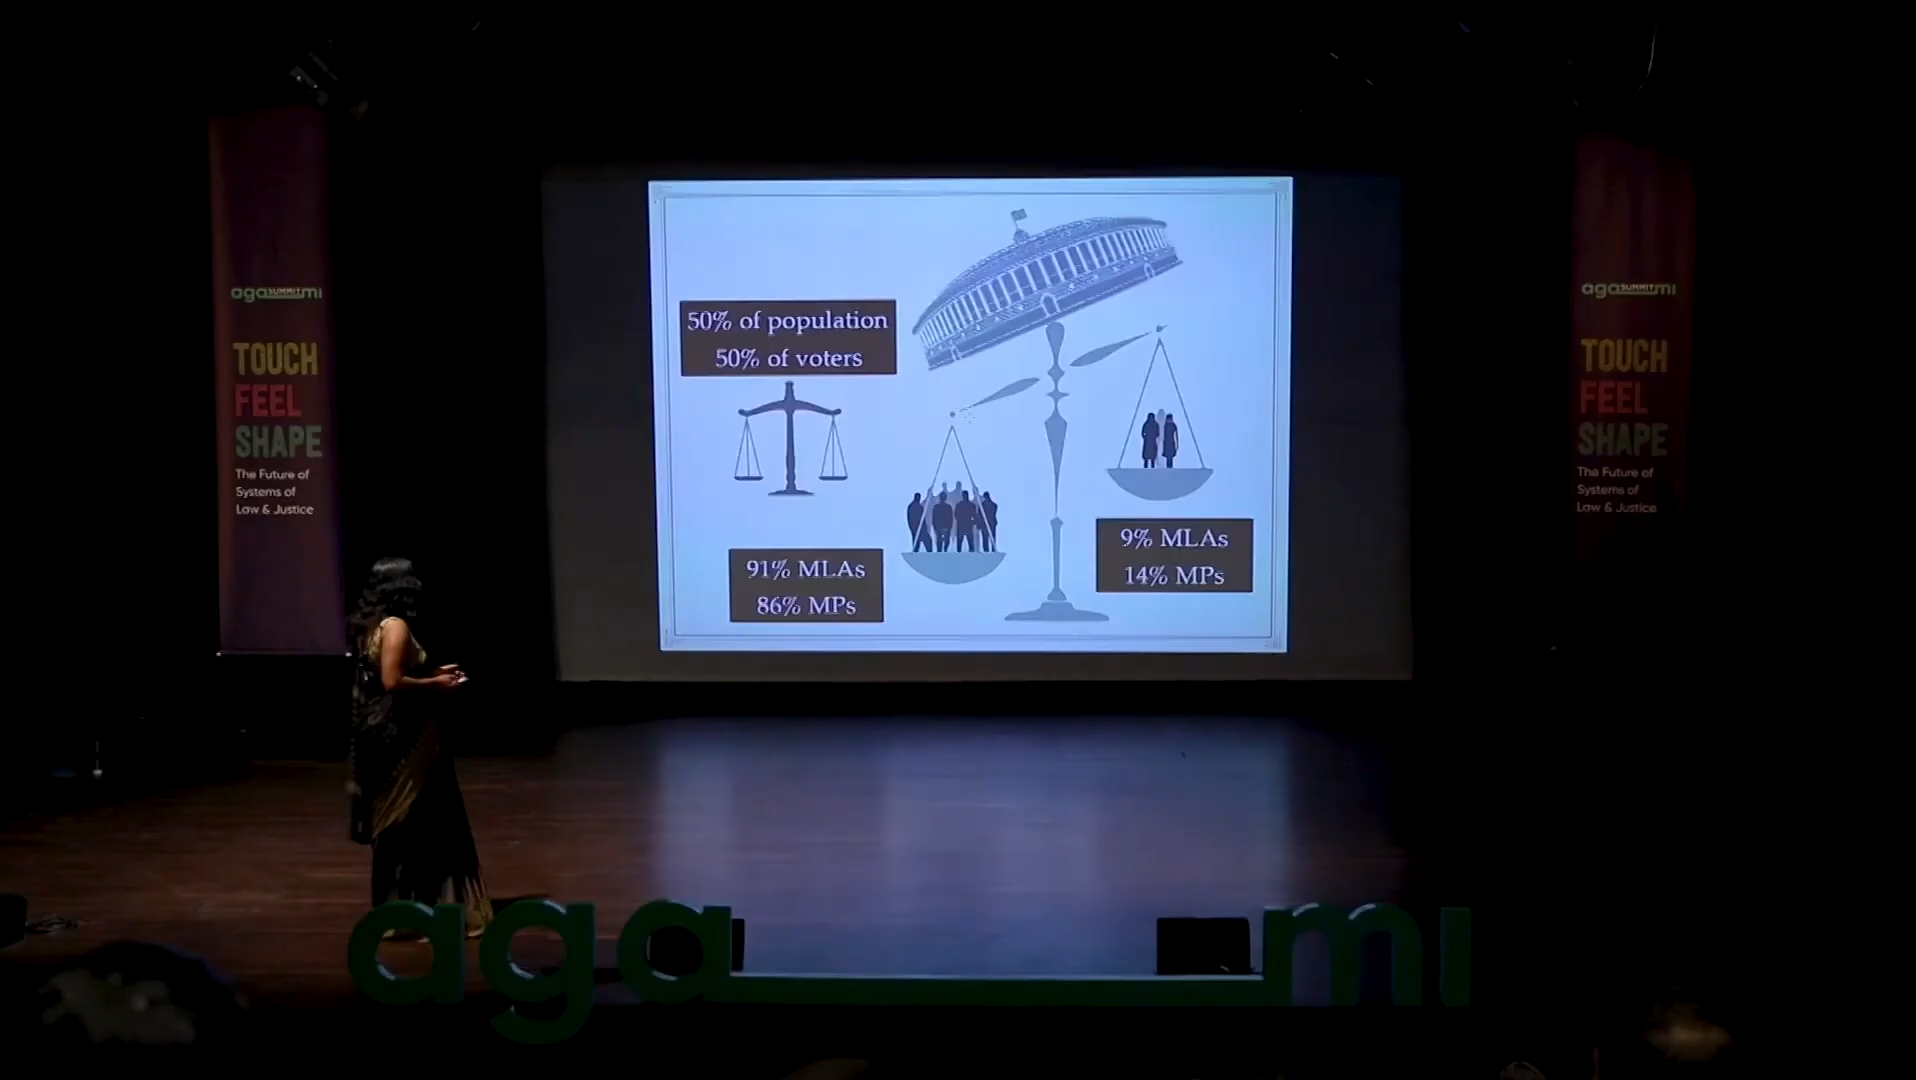 agaSUMMITmi
TOUCH
FEEL
SHAPE
The Future of
Systems of
Law & Justice
50% of population
50% of voters
91% MLAs
86% MPs
9% MLAs
14% MPs
agaSUMMITmi
TOUCH
FEEL
SHAPE
The Future of
Systems of
Law & Justice
aga mi